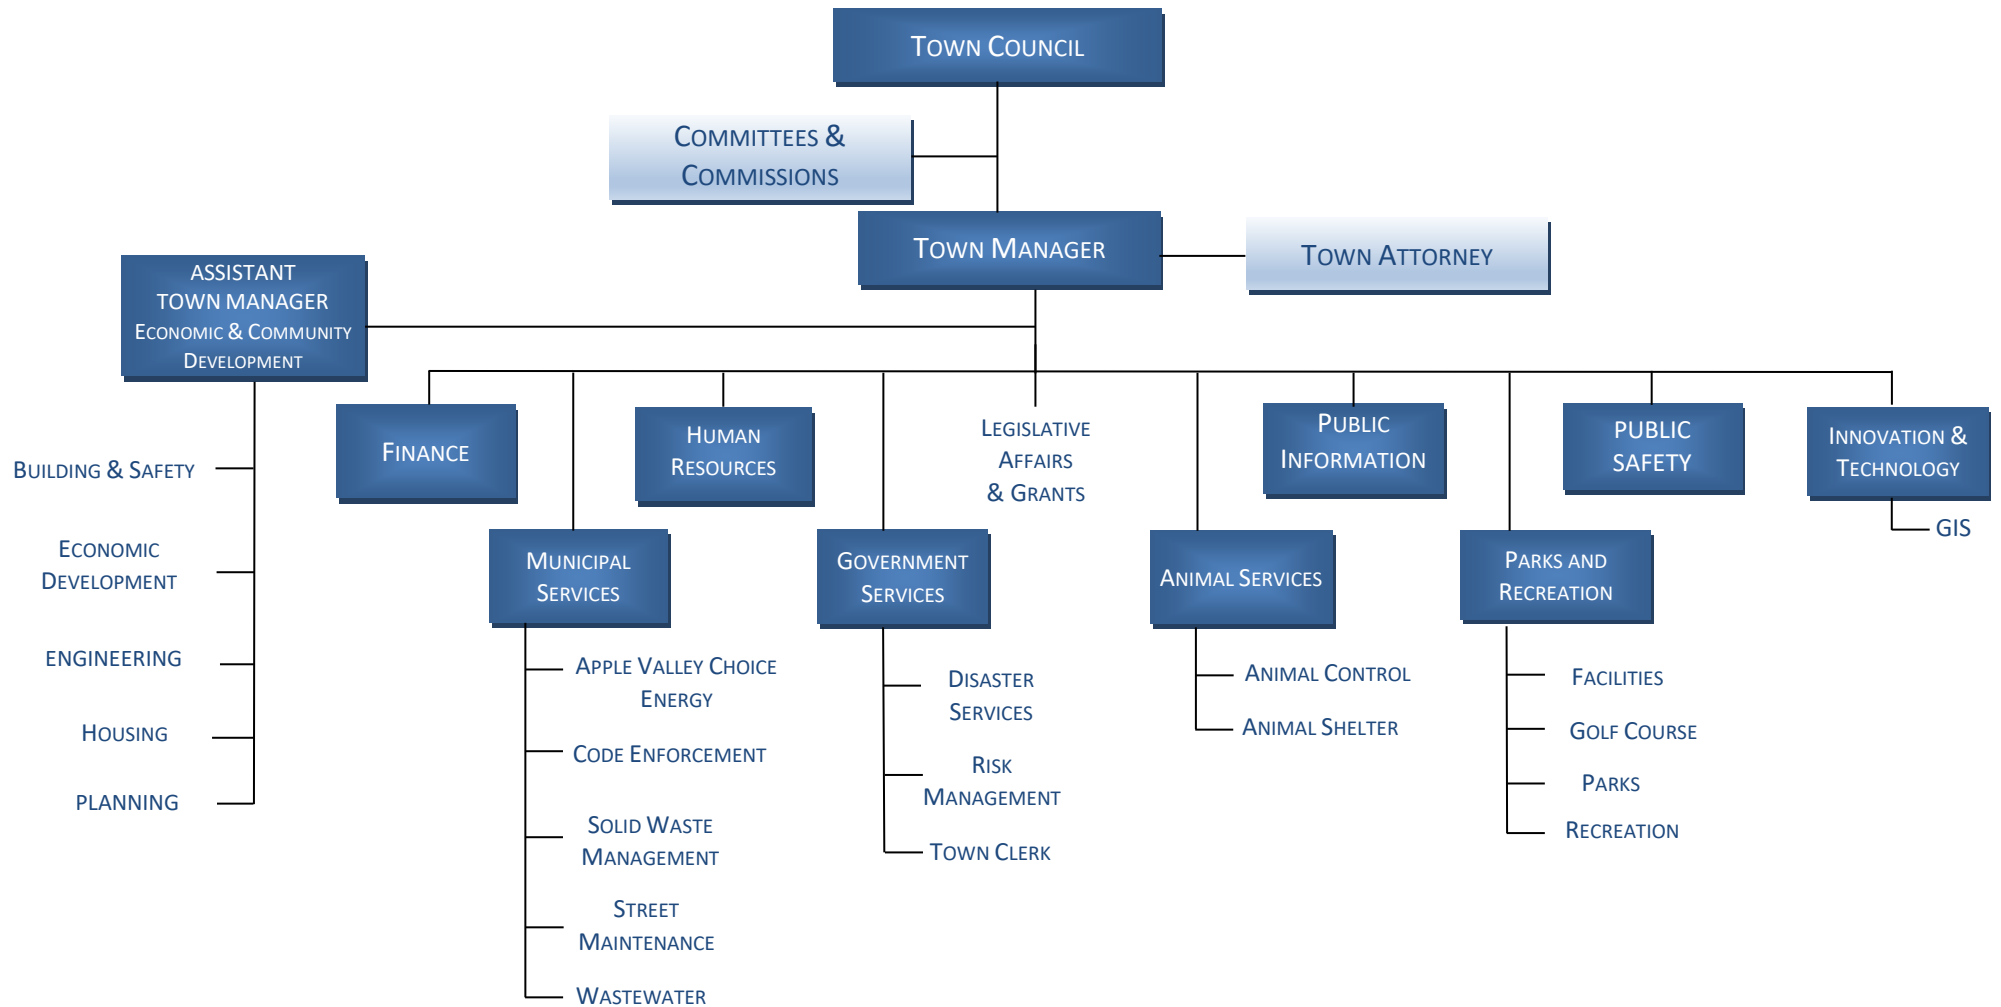 Town Council
Committees &
Commissions
Town Manager
Town Attorney
ASSISTANT
TOWN MANAGER
Economic & Community
Development
Building & Safety
Economic
Development
ENGINEERING
Housing
PLANNING
Finance
Human
Resources
Legislative
Affairs
& Grants
Public
Information
PUBLIC
SAFETY
Innovation &
Technology
GIS
Municipal
Services
Apple Valley Choice
Energy
Code Enforcement
Solid Waste
Management
Street
Maintenance
Wastewater
Government
Services
Disaster
Services
Risk
Management
Town Clerk
Animal Services
Animal Control
Animal Shelter
Parks and
Recreation
Facilities
Golf Course
Parks
Recreation